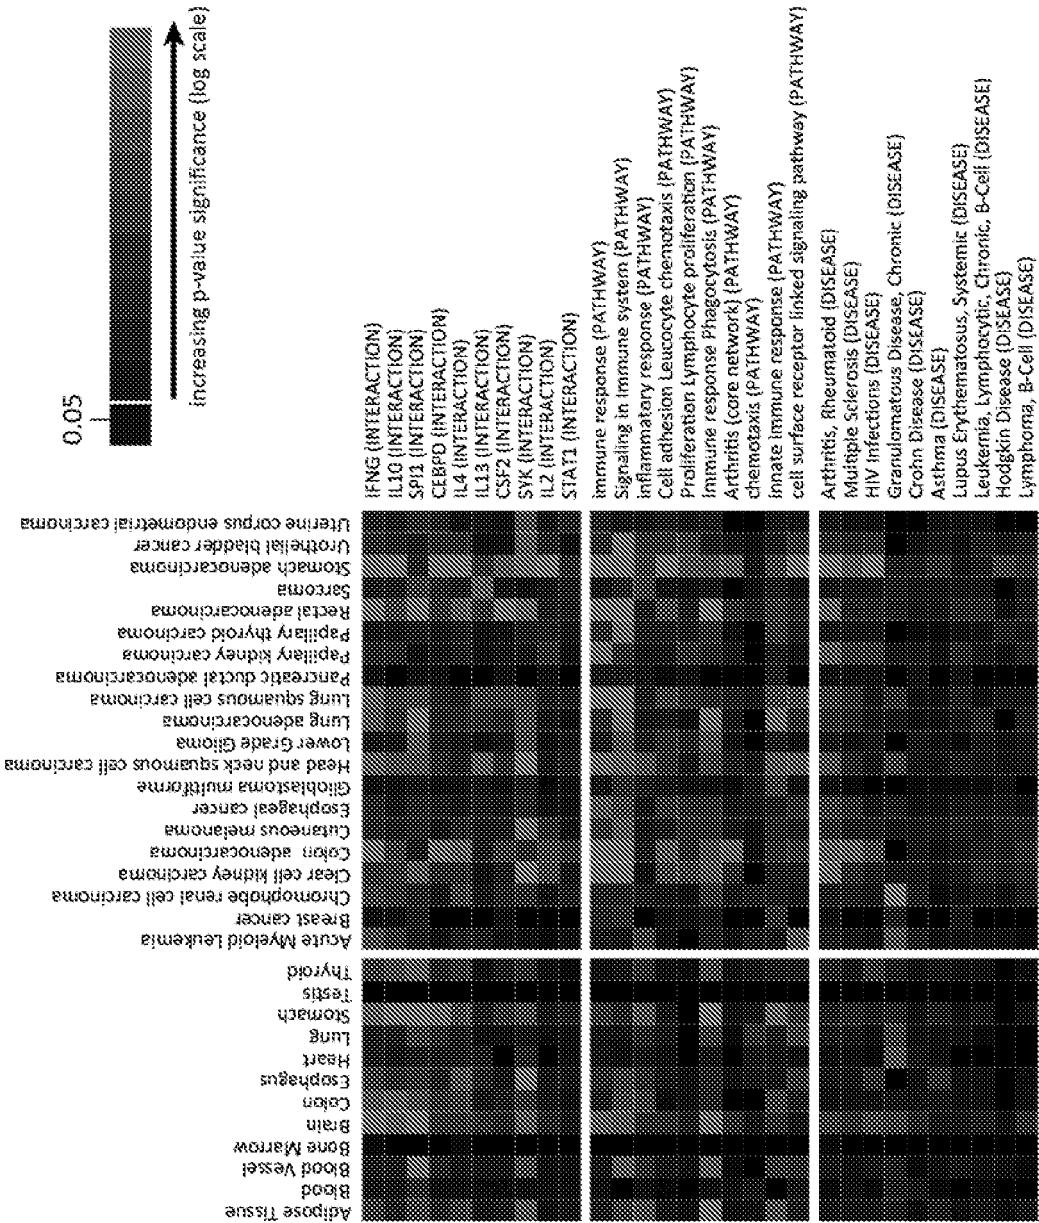 0.05
increasing p-value significance (log scale)
IFNG (INTERACTION)
IL10 (INTERACTION)
SPI1 (INTERACTION)
CEBPD (INTERACTION)
IL4 (INTERACTION)
IL13 (INTERACTION)
CSF2 (INTERACTION)
SYK (INTERACTION)
IL2 (INTERACTION)
STAT1 (INTERACTION)
immune response (PATHWAY)
Signaling in Immune system (PATHWAY)
inflammatory response (PATHWAY)
Cell adhesion Leucocyte chemotaxis (PATHWAY)
Proliferation Lymphocyte proliferation (PATHWAY)
Immune response Phagocytosis (PATHWAY)
Arthritis (core network) (PATHWAY)
chemotaxis (PATHWAY)
innate immune response (PATHWAY)
cell surface receptor linked signaling pathway (PATHWAY)
Arthritis, Rheumatoid (DISEASE)
Multiple Sclerosis (DISEASE)
HIV Infections (DISEASE)
Granulomatous Disease, Chronic (DISEASE)
Crohn Disease (DISEASE)
Asthma (DISEASE)
Lupus Erythematosus, Systemic (DISEASE)
Leukemia, Lymphocytic, Chronic, B-Cell (DISEASE)
Hodgkin Disease (DISEASE)
Lymphoma, B-Cell (DISEASE)
Uterine corpus endometrial carcinoma
Urothelial bladder cancer
Stomach adenocarcinoma
Sarcoma
Rectal adenocarcinoma
Papillary thyroid carcinoma
Papillary kidney carcinoma
Pancreatic ductal adenocarcinoma
Lung squamous cell carcinoma
Lung adenocarcinoma
Lower Grade Glioma
Head and neck squamous cell carcinoma
Glioblastoma multiforme
Esophageal cancer
Cutaneous melanoma
Colon adenocarcinoma
Clear cell kidney carcinoma
Chromophobe renal cell carcinoma
Breast cancer
Acute Myeloid Leukemia
Thyroid
Testis
Stomach
Lung
Heart
Esophagus
Colon
Brain
Bone Marrow
Blood Vessel
Blood
Adipose Tissue